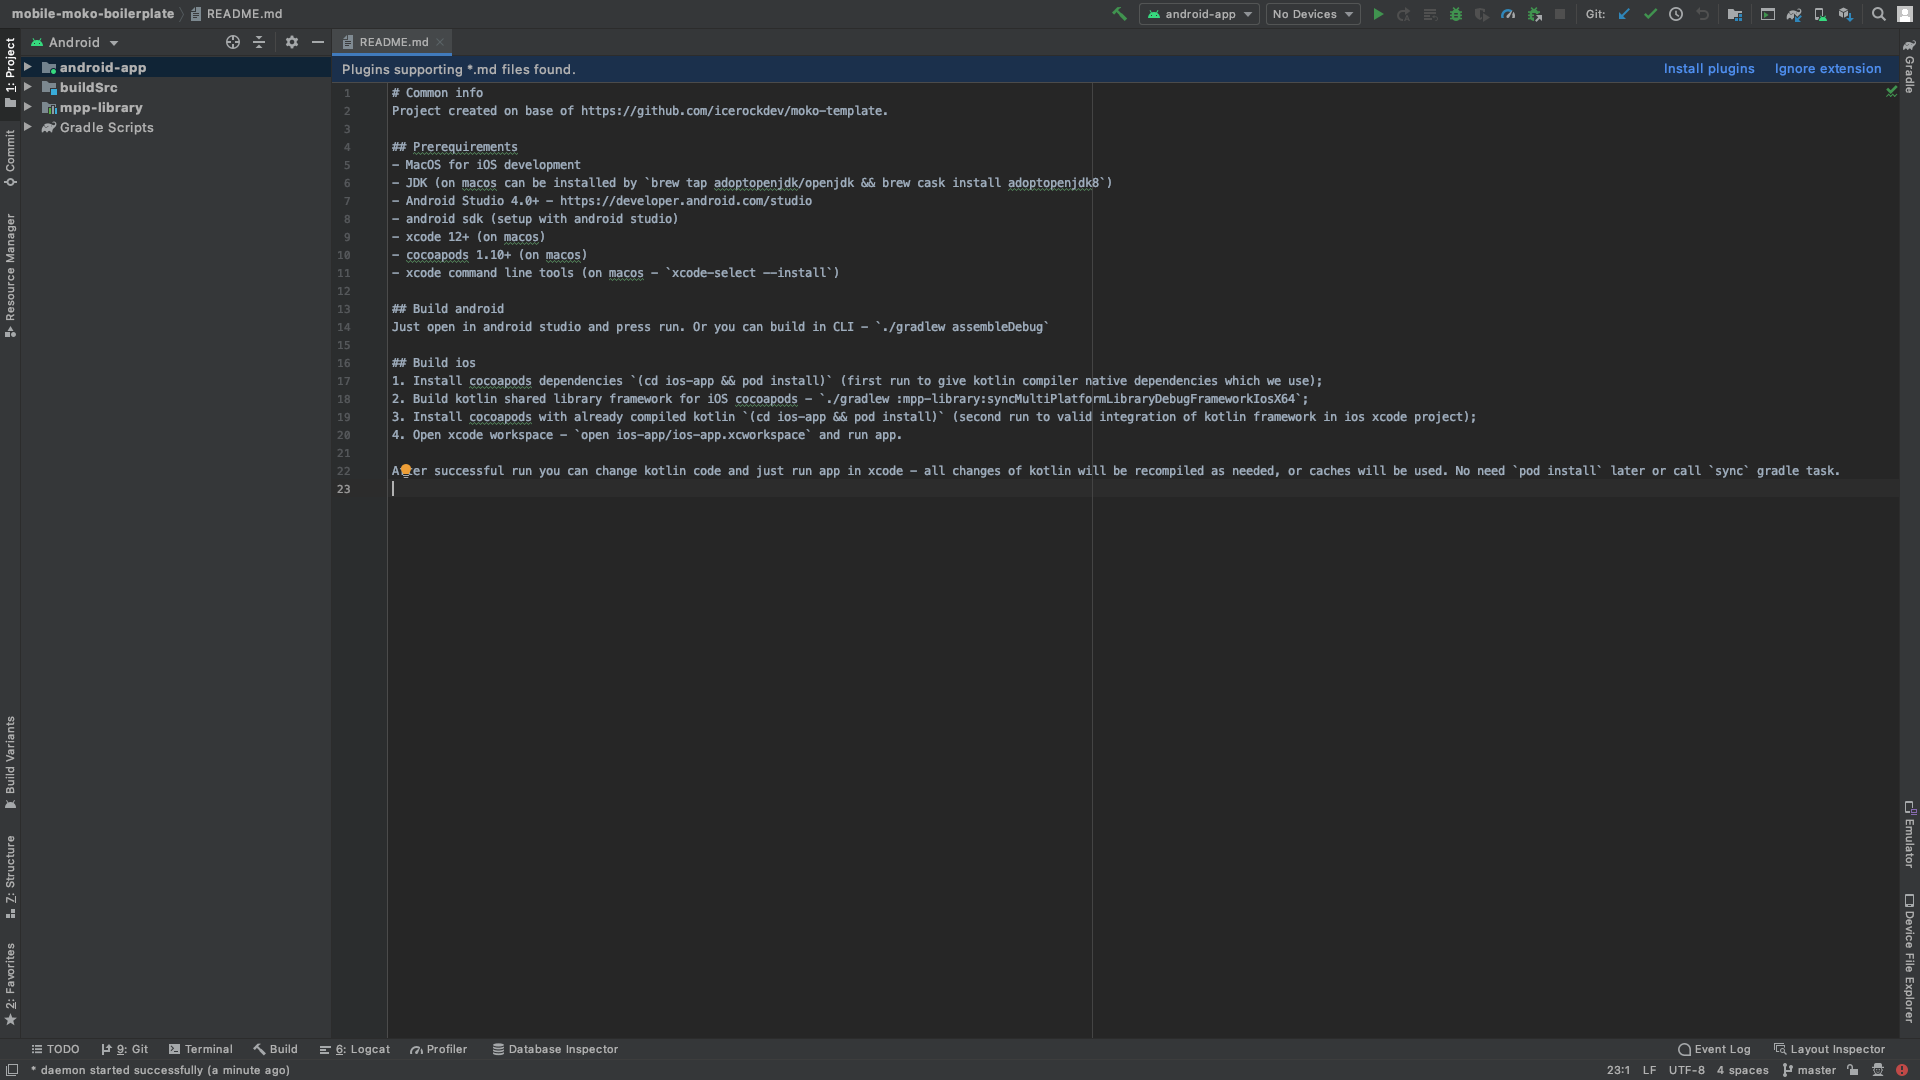 mobile-moko-boilerplate README.md
android-app No Devices Git:
Android
README.md
Plugins supporting *.md files found. Install plugins Ignore extension
1: Project
Commit
Resource Manager
Build Variants
Z: Structure
2: Favorites
android-app
buildSrc
mpp-library
Gradle Scripts
1 # Common info
2 Project created on base of https://github.com/icerockdev/moko-template.
3
4 ## Prerequirements
5 - MacOS for iOS development
6 - JDK (on macos can be installed by `brew tap adoptopenjdk/openjdk && brew cask install adoptopenjdk8`)
7 - Android Studio 4.0+ - https://developer.android.com/studio
8 - android sdk (setup with android studio)
9 - xcode 12+ (on macos)
10 - cocoapods 1.10+ (on macos)
11 - xcode command line tools (on macos - `xcode-select --install`)
12
13 ## Build android
14 Just open in android studio and press run. Or you can build in CLI - `./gradlew assembleDebug`
15
16 ## Build ios
17 1. Install cocoapods dependencies `(cd ios-app && pod install)` (first run to give kotlin compiler native dependencies which we use);
18 2. Build kotlin shared library framework for iOS cocoapods - `./gradlew :mpp-library:syncMultiPlatformLibraryDebugFrameworkIosX64`;
19 3. Install cocoapods with already compiled kotlin `(cd ios-app && pod install)` (second run to valid integration of kotlin framework in ios xcode project);
20 4. Open xcode workspace - `open ios-app/ios-app.xcworkspace` and run app.
21
22 After successful run you can change kotlin code and just run app in xcode - all changes of kotlin will be recompiled as needed, or caches will be used. No need `pod install` later or call `sync` gradle task.
23
Gradle
Emulator
Device File Explorer
TODO 9: Git Terminal Build 6: Logcat Profiler Database Inspector Event Log Layout Inspector
* daemon started successfully (a minute ago) 23:1 LF UTF-8 4 spaces master